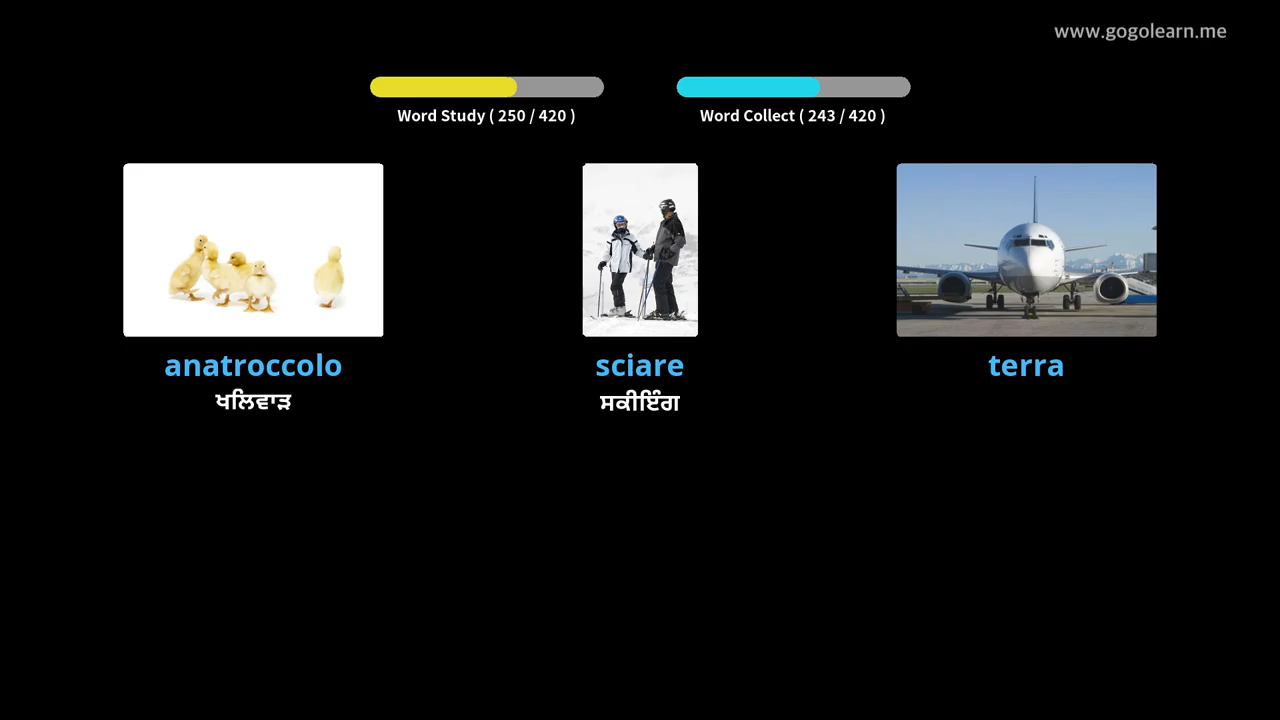 www.gogolearn.me
Word Study ( 250 / 420 )
Word Collect ( 243 / 420 )
anatroccolo
ਖਲਿਵਾੜ
sciare
ਸਕੀਇੰਗ
terra